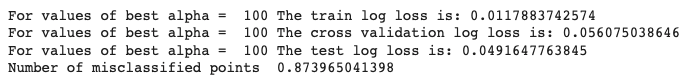 For values of best alpha =  100 The train log loss is: 0.0117883742574
For values of best alpha =  100 The cross validation log loss is: 0.056075038646
For values of best alpha =  100 The test log loss is: 0.0491647763845
Number of misclassified points  0.873965041398